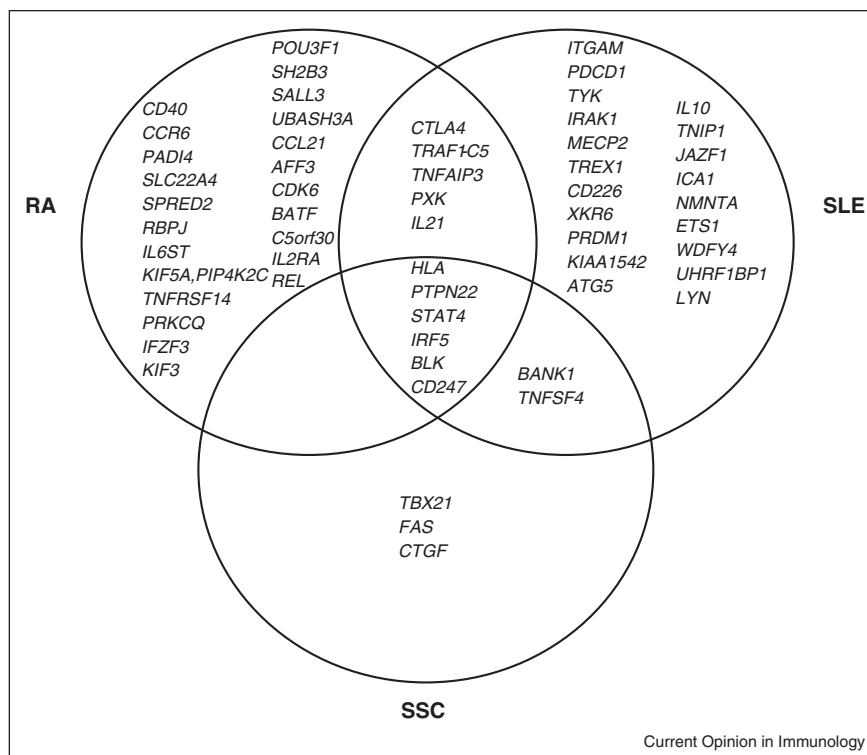 POU3F1
SH2B3
SALL3
UBASH3A
CCL21
AFF3
CDK6
BATF
C5orf30
IL2RA
REL
CD40
CCR6
PADI4
SLC22A4
SPRED2
RBPJ
IL6ST
KIF5A,PIP4K2C
TNFRSF14
PRKCQ
IFZF3
KIF3
RA
CTLA4
TRAF1-C5
TNFAIP3
PXK
IL21
HLA
PTPN22
STAT4
IRF5
BLK
CD247
ITGAM
PDCD1
TYK
IRAK1
MECP2
TREX1
CD226
XKR6
PRDM1
KIAA1542
ATG5
IL10
TNIP1
JAZF1
ICA1
NMNTA
ETS1
WDFY4
UHRF1BP1
LYN
SLE
BANK1
TNFSF4
TBX21
FAS
CTGF
SSC
Current Opinion in Immunology